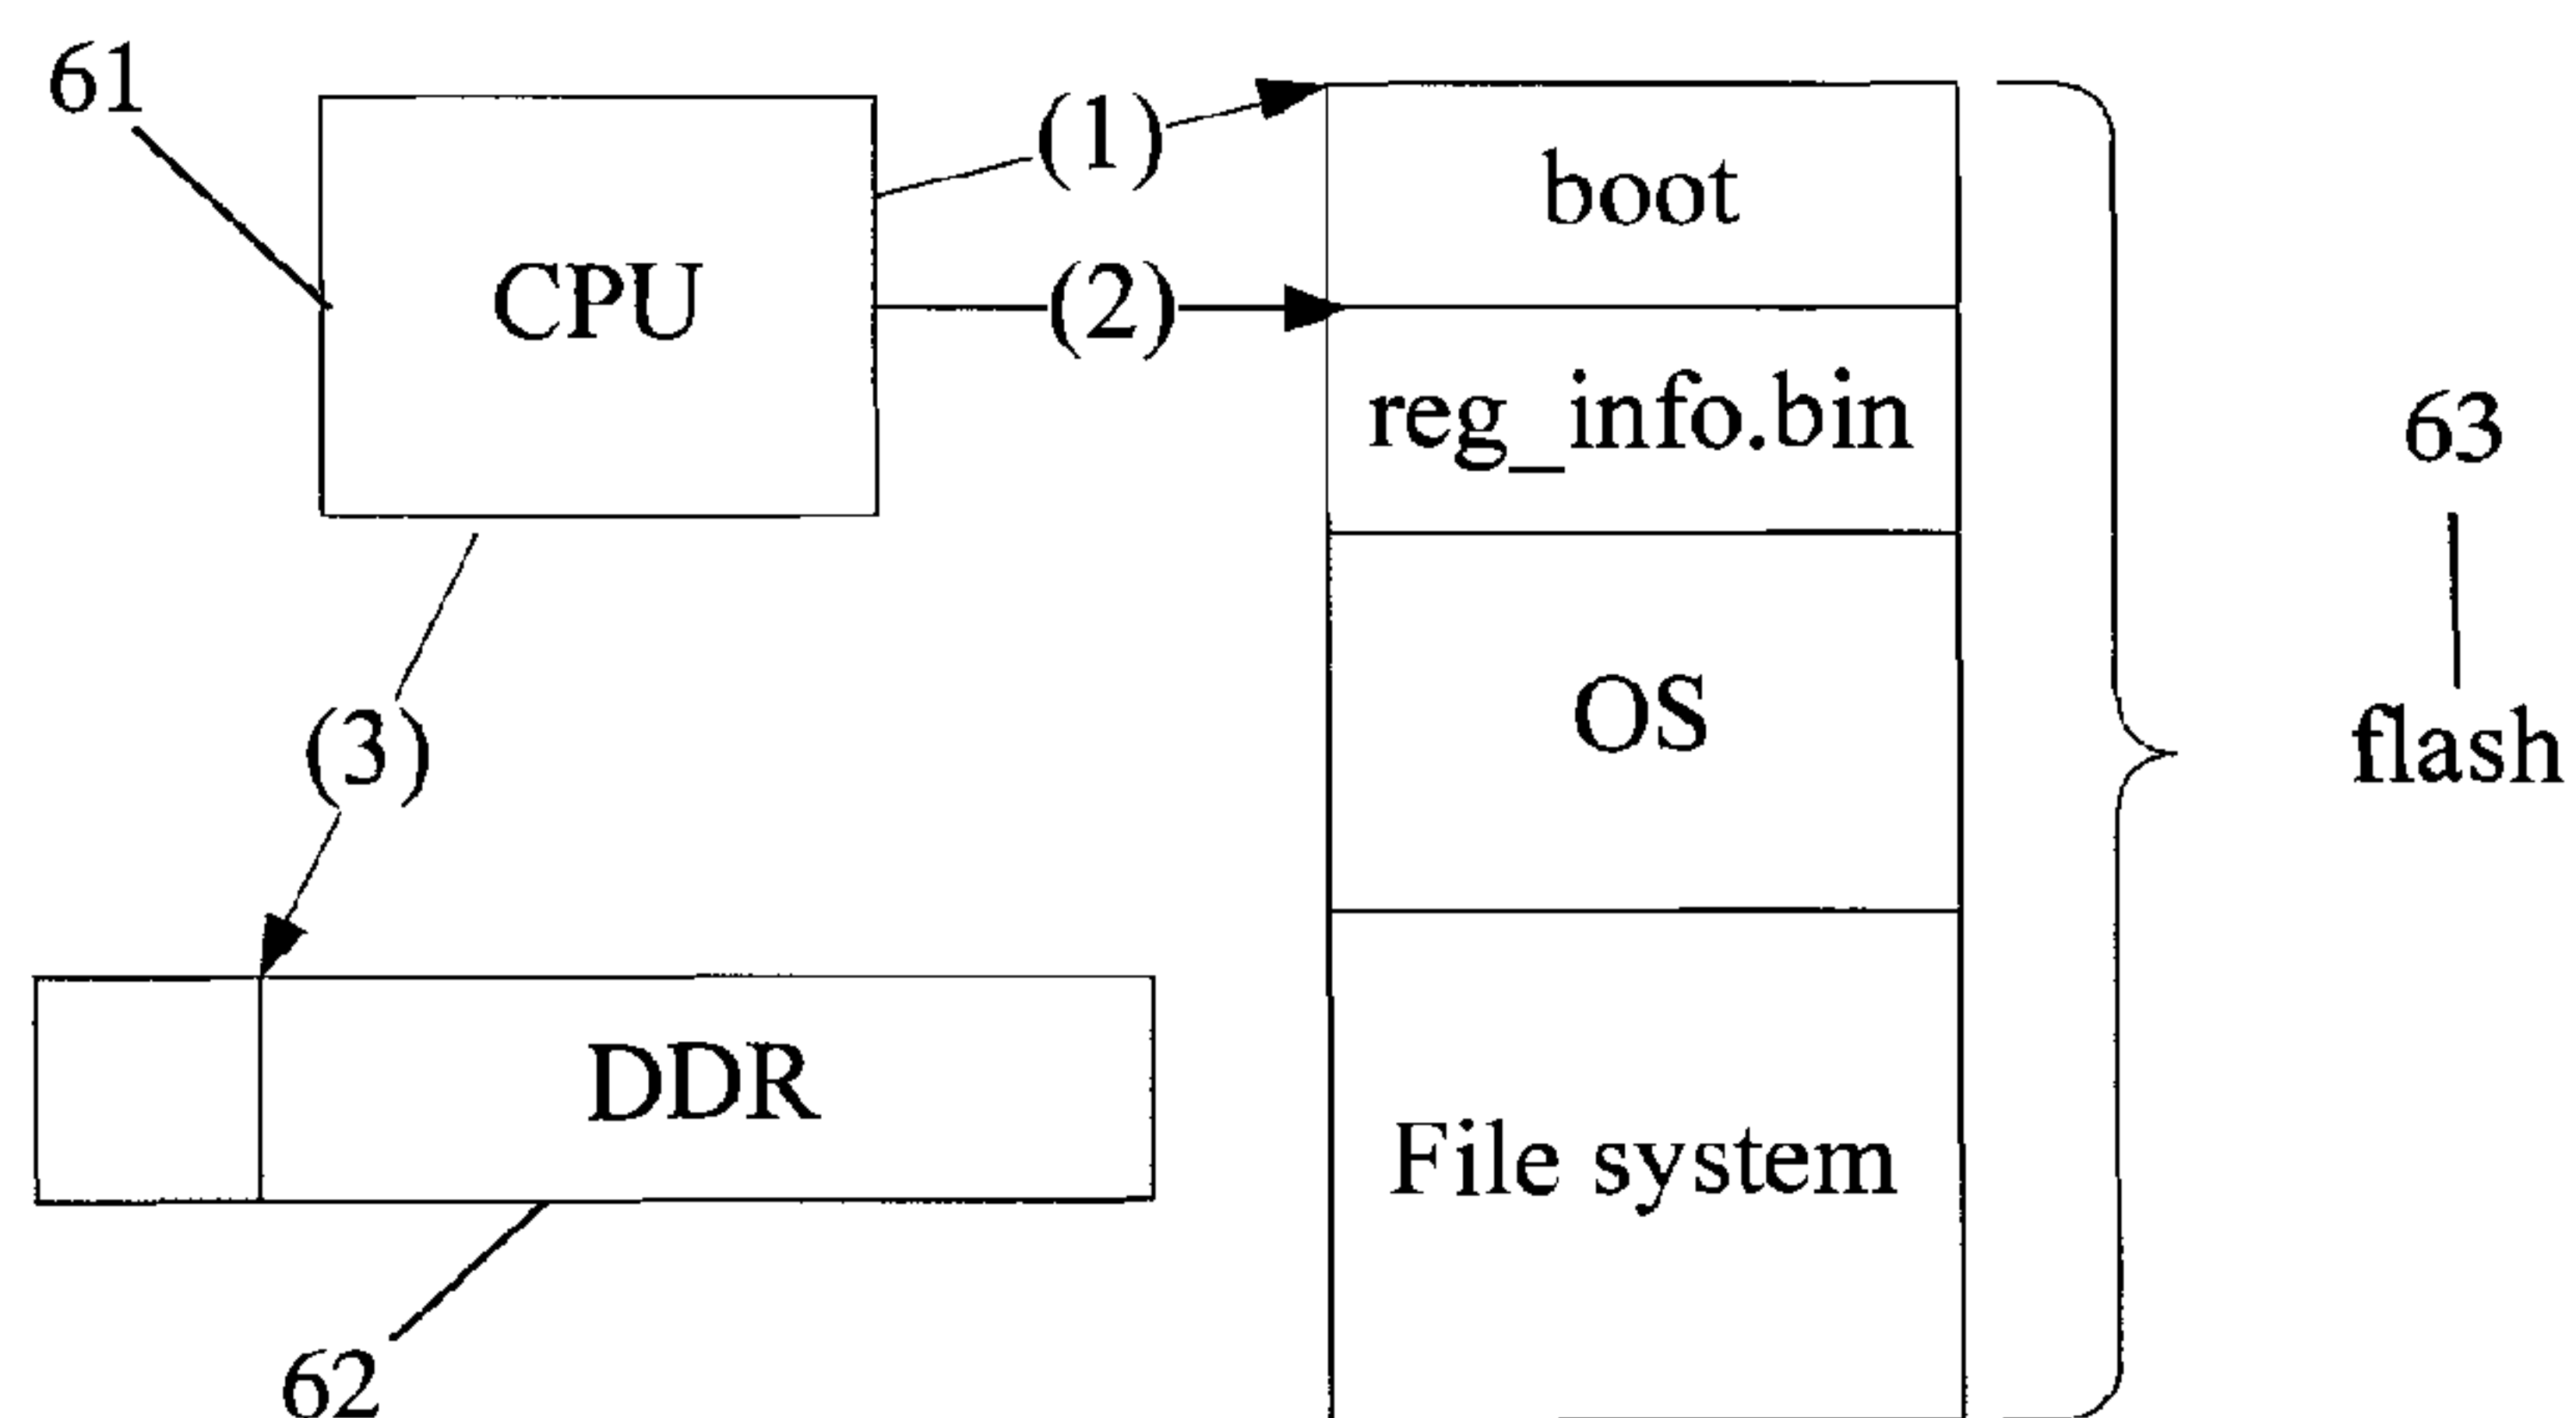 61
(1)
boot
CPU
(2)
reg_info.bin
63
OS
flash
(3)
DDR
File system
62